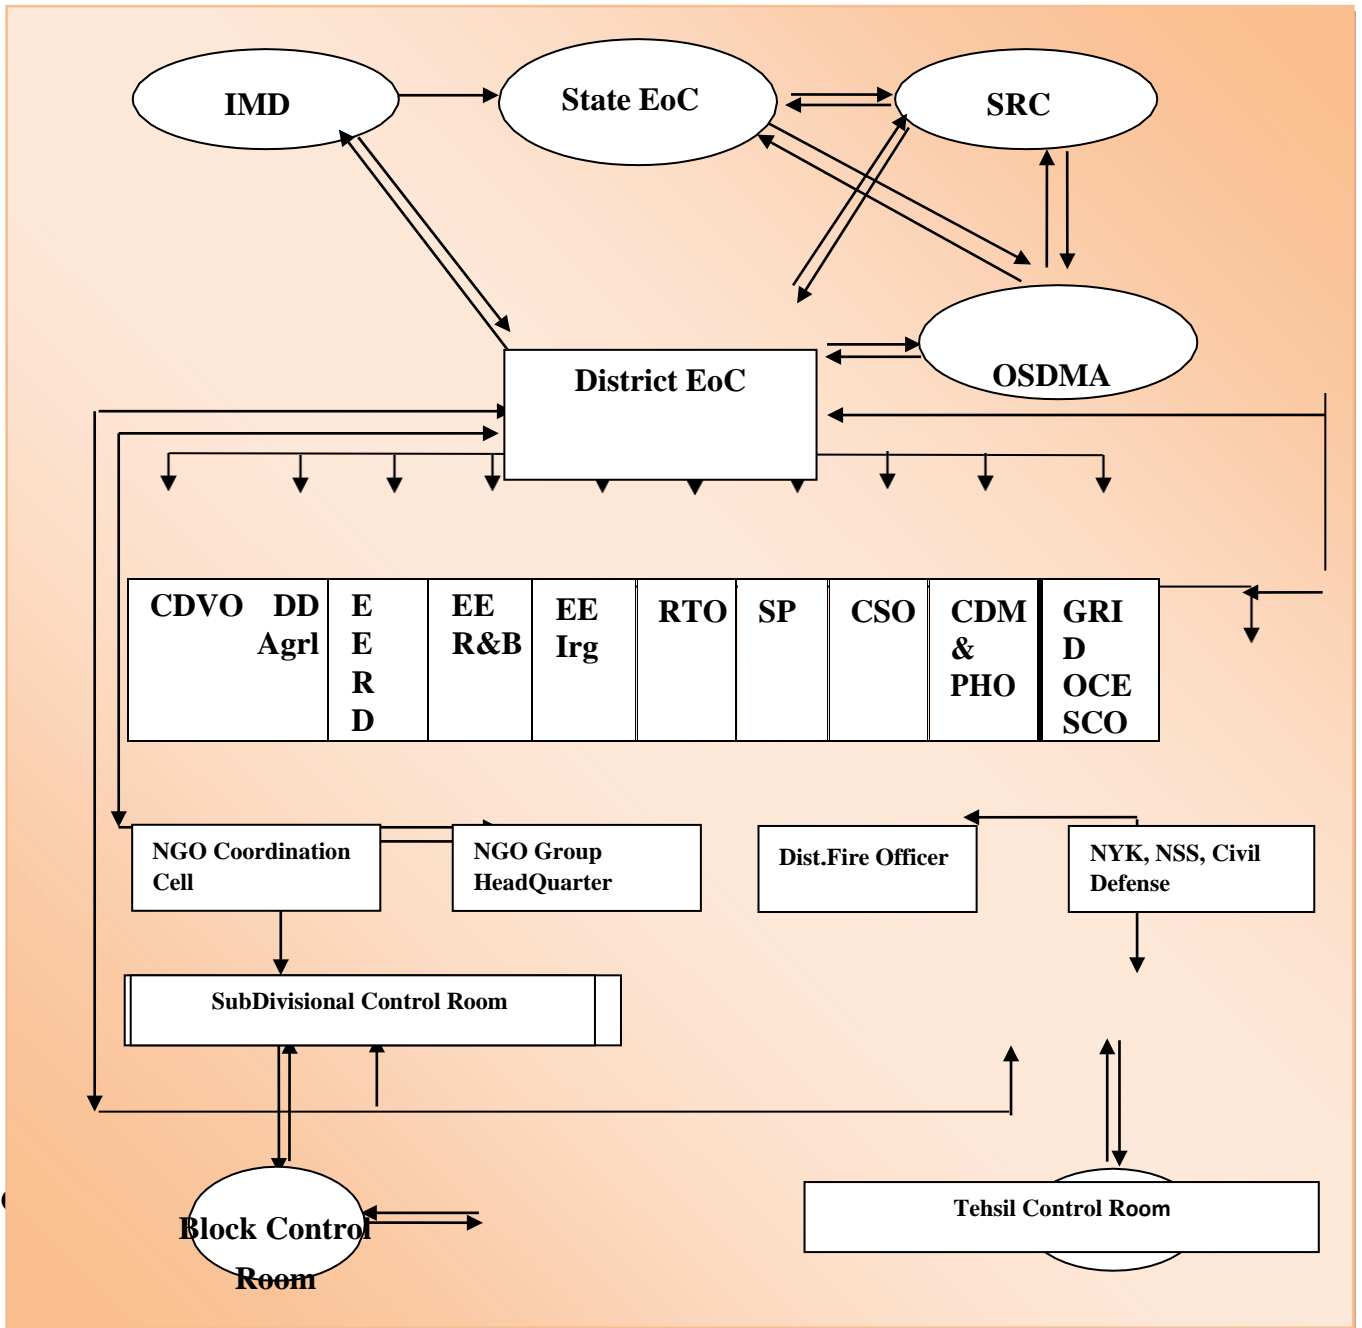 IMD
State EoC
SRC
OSDMA
District EoC
CDVO DD
Agrl
E
E
R
D
EE
R&B
EE
Irg
RTO
SP
CSO
CDM
&
PHO
GRI
D
OCE
SCO
NGO Coordination
Cell
NGO Group
HeadQuarter
Dist.Fire Officer
NYK, NSS, Civil
Defense
SubDivisional Control Room
Block Control
Room
Tehsil Control Room